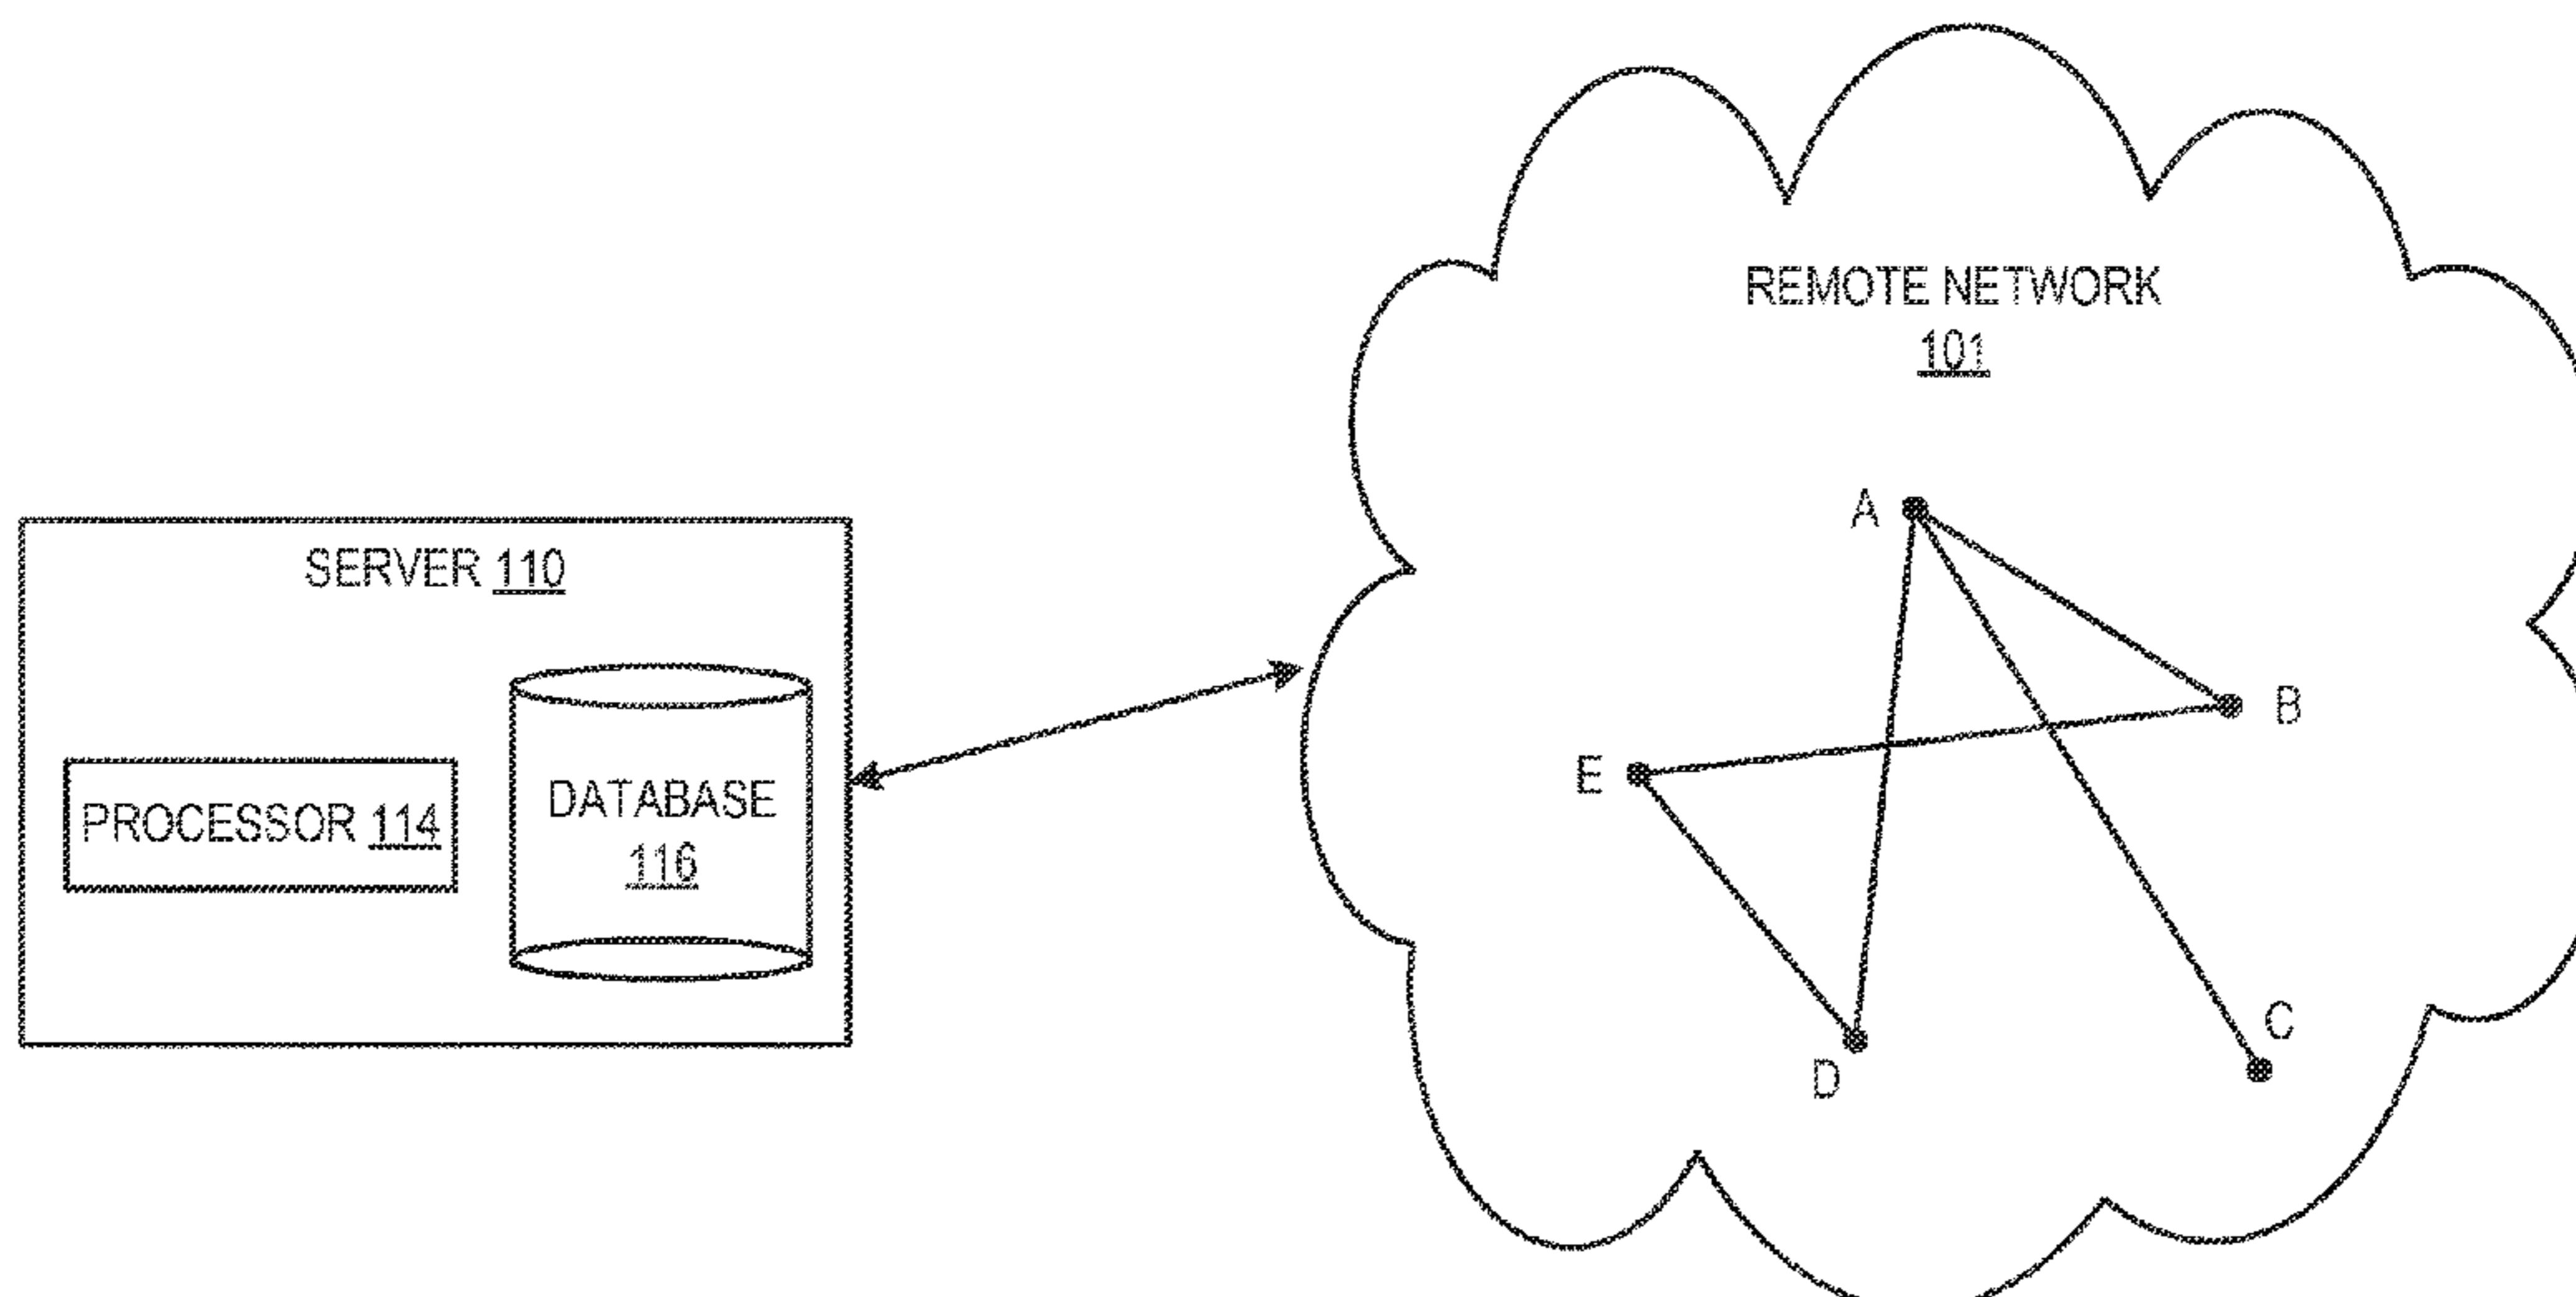 REMOTE NETWORK
101
A
B
E
C
D
SERVER 110
PROCESSOR 114
DATABASE
116